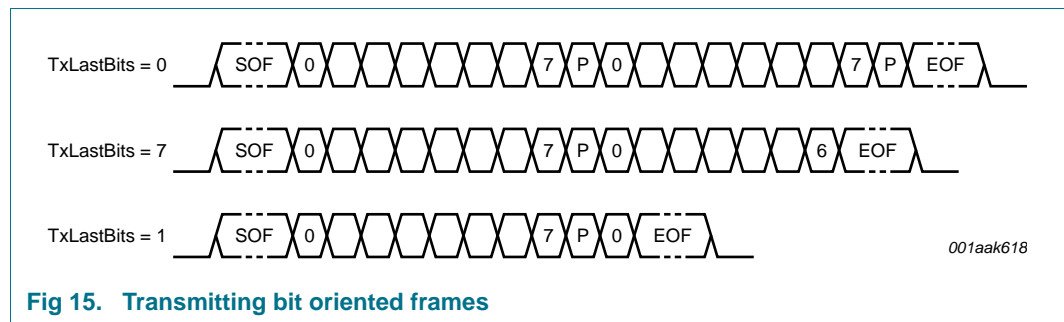 TxLastBits = 0 SOF 0 7 P 0 7 P EOF
TxLastBits = 7 SOF 0 7 P 0 6 EOF
TxLastBits = 1 SOF 0 7 P 0 EOF
001aak618
Fig 15. Transmitting bit oriented frames